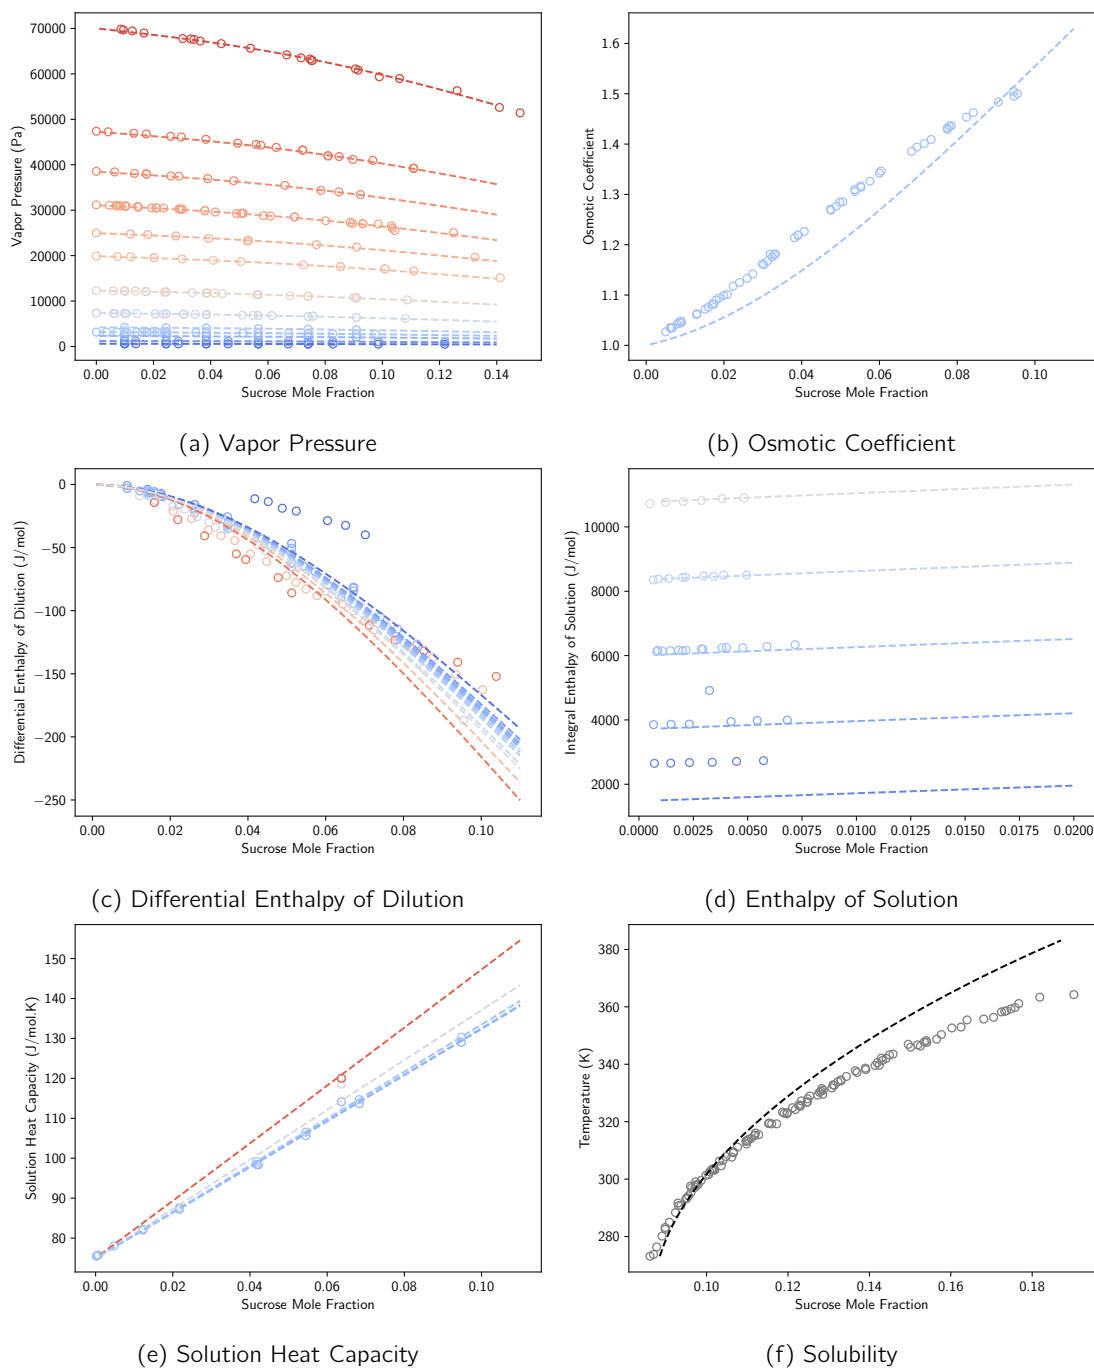 70000
60000
50000
40000
30000
20000
10000
0
Vapor Pressure (Pa)
0.00 0.02 0.04 0.06 0.08 0.10 0.12 0.14
Sucrose Mole Fraction
(a) Vapor Pressure
1.6
1.5
1.4
1.3
1.2
1.1
1.0
Osmotic Coefficient
0.00 0.02 0.04 0.06 0.08 0.10
Sucrose Mole Fraction
(b) Osmotic Coefficient
0
−50
−100
−150
−200
−250
Differential Enthalpy of Dilution (J/mol)
0.00 0.02 0.04 0.06 0.08 0.10
Sucrose Mole Fraction
(c) Differential Enthalpy of Dilution
10000
8000
6000
4000
2000
Integral Enthalpy of Solution (J/mol)
0.0000 0.0025 0.0050 0.0075 0.0100 0.0125 0.0150 0.0175 0.0200
Sucrose Mole Fraction
(d) Enthalpy of Solution
150
140
130
120
110
100
90
80
Solution Heat Capacity (J/mol.K)
0.00 0.02 0.04 0.06 0.08 0.10
Sucrose Mole Fraction
(e) Solution Heat Capacity
380
360
340
320
300
280
Temperature (K)
0.10 0.12 0.14 0.16 0.18
Sucrose Mole Fraction
(f) Solubility